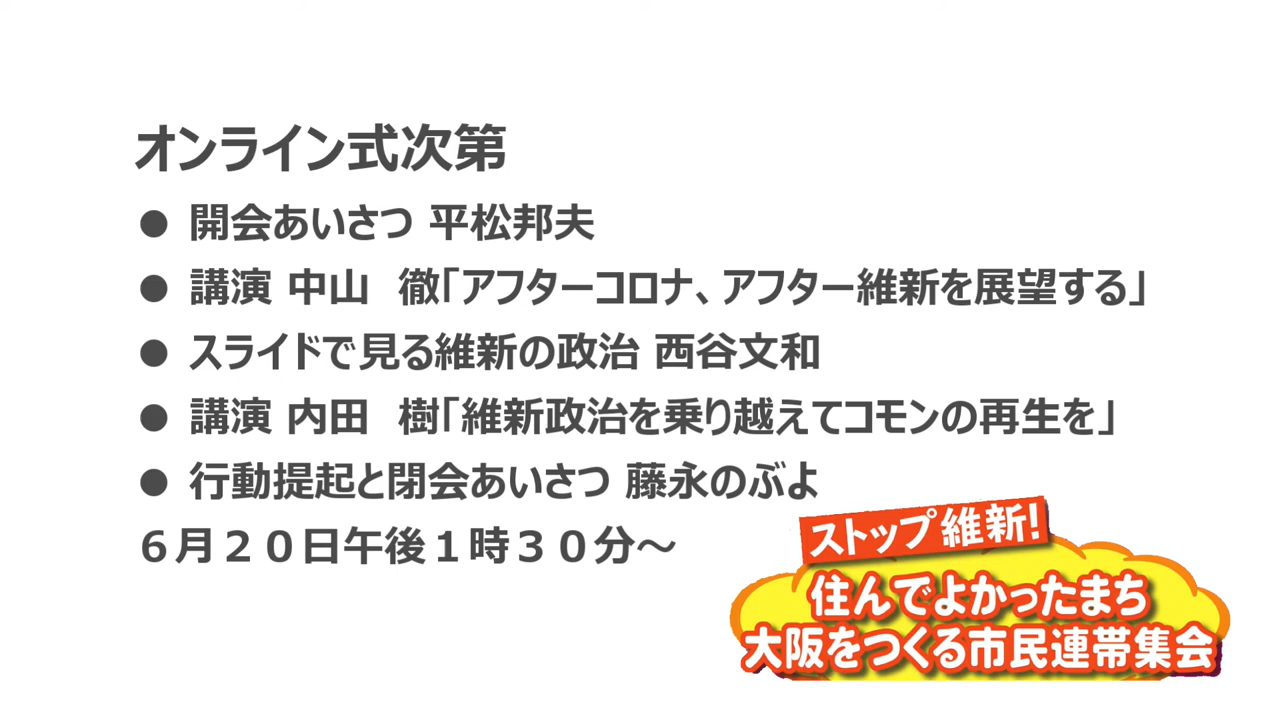 オンライン式次第
● 開会あいさつ 平松邦夫
● 講演 中山　徹「アフターコロナ、アフター維新を展望する」
● スライドで見る維新の政治 西谷文和
● 講演 内田　樹「維新政治を乗り越えてコモンの再生を」
● 行動提起と閉会あいさつ 藤永のぶよ
６月２０日午後１時３０分～
ストップ維新！
住んでよかったまち
大阪をつくる市民連帯集会